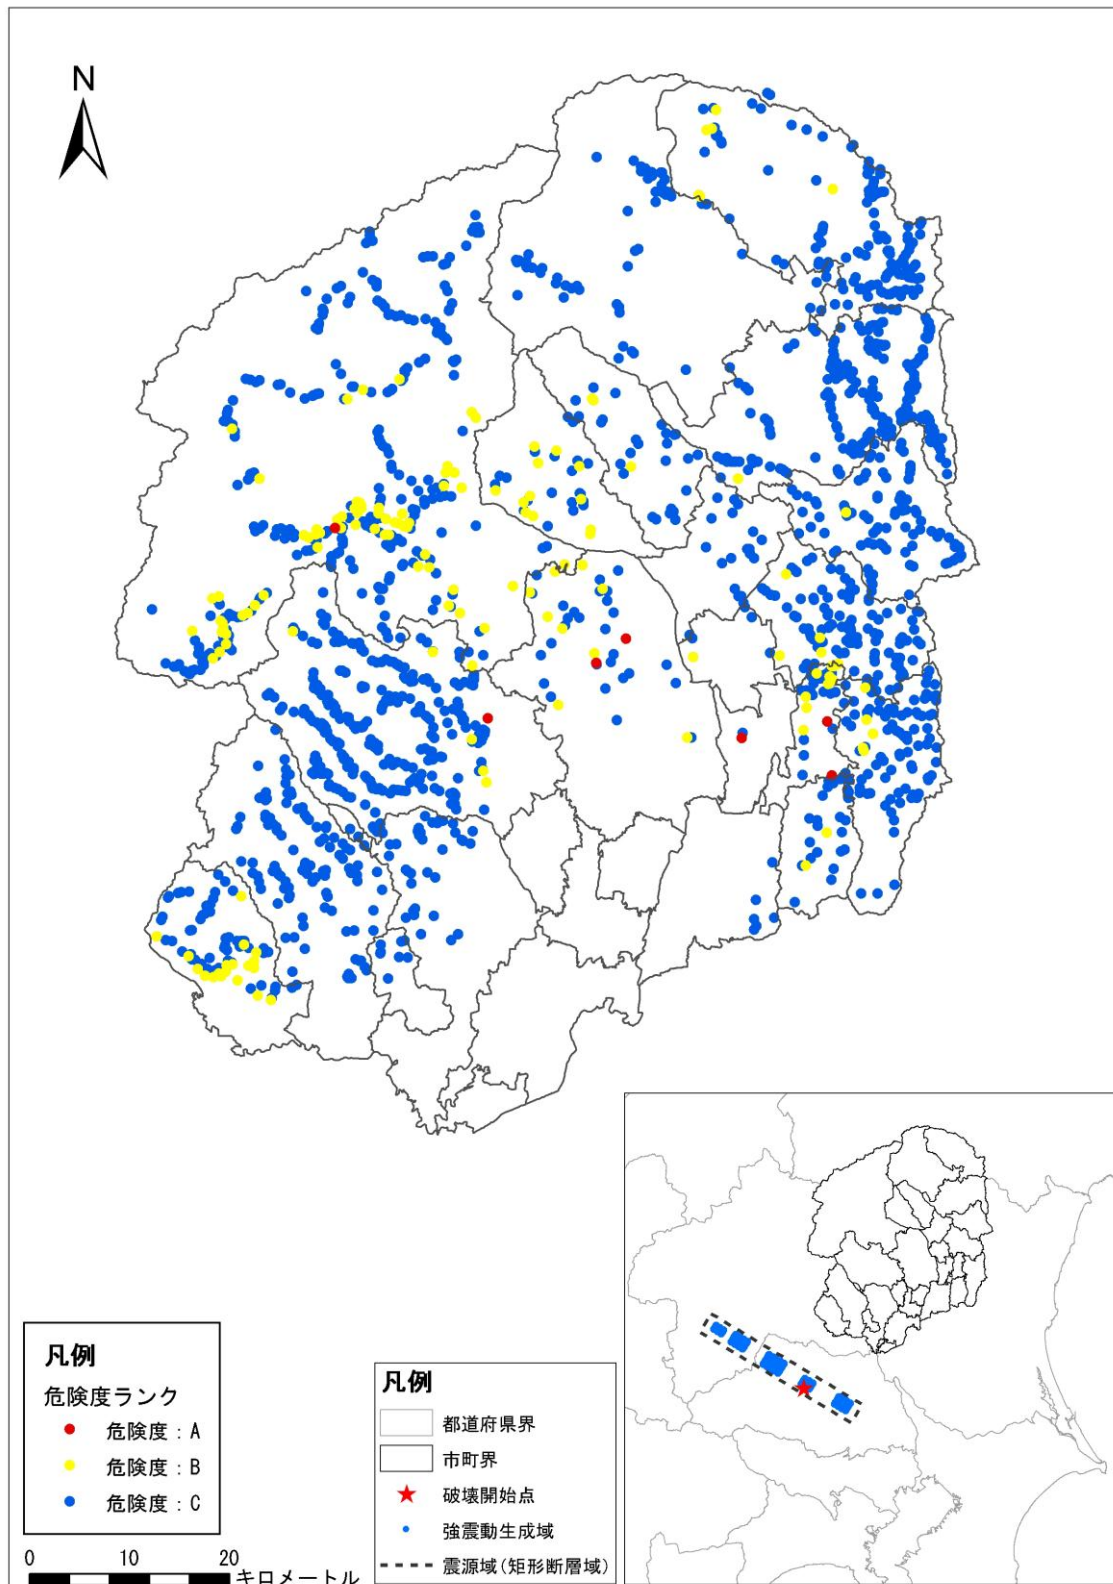 N
凡例
危険度ランク
危険度：A
危険度：B
危険度：C
0 10 20
キロメートル
凡例
都道府県界
市町界
破壊開始点
強震動生成域
震源域(矩形断層域)